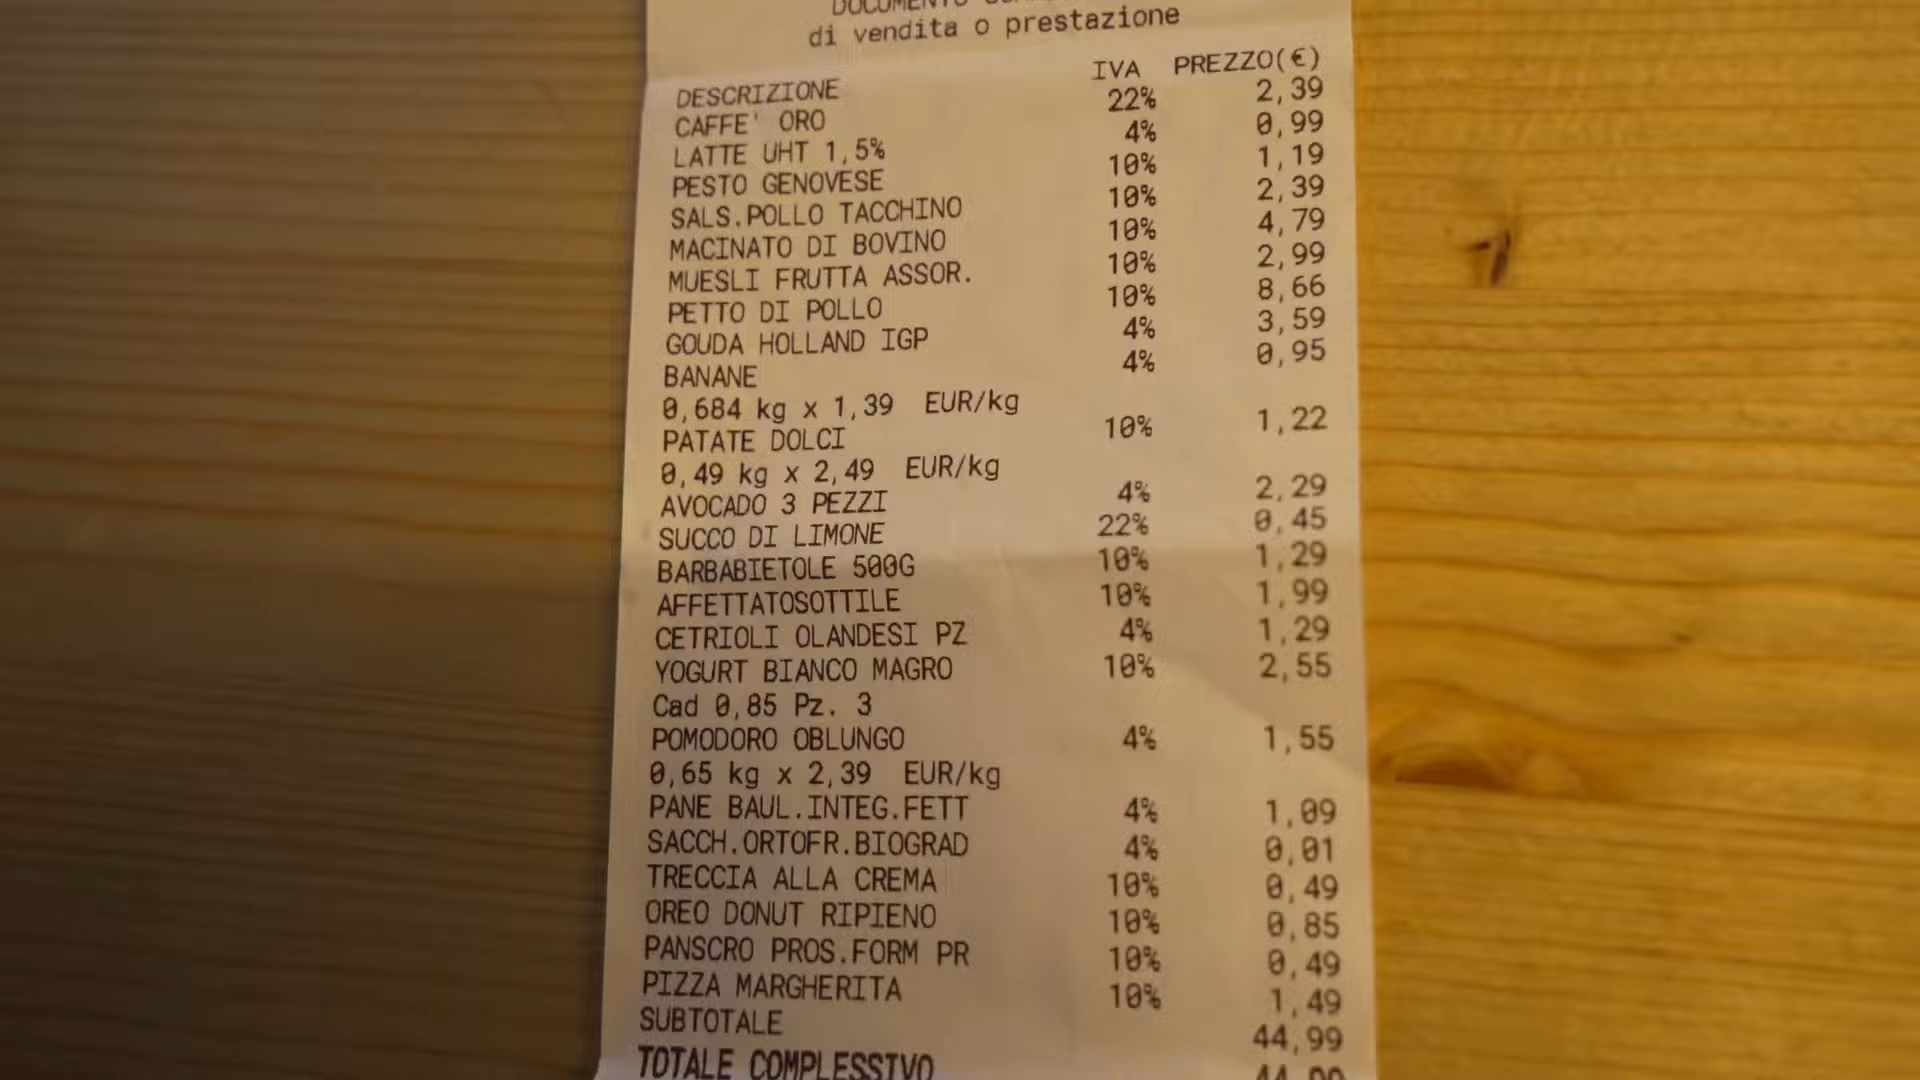 DOCUMENTO
di vendita o prestazione
DESCRIZIONE IVA PREZZO(€)
CAFFE' ORO 22% 2,39
LATTE UHT 1,5% 4% 0,99
PESTO GENOVESE 10% 1,19
SALS.POLLO TACCHINO 10% 2,39
MACINATO DI BOVINO 10% 4,79
MUESLI FRUTTA ASSOR. 10% 2,99
PETTO DI POLLO 10% 8,66
GOUDA HOLLAND IGP 4% 3,59
BANANE 4% 0,95
0,684 kg x 1,39 EUR/kg
PATATE DOLCI 10% 1,22
0,49 kg x 2,49 EUR/kg
AVOCADO 3 PEZZI 4% 2,29
SUCCO DI LIMONE 22% 0,45
BARBABIETOLE 500G 10% 1,29
AFFETTATOSOTTILE 10% 1,99
CETRIOLI OLANDESI PZ 4% 1,29
YOGURT BIANCO MAGRO 10% 2,55
Cad 0,85 Pz. 3
POMODORO OBLUNGO 4% 1,55
0,65 kg x 2,39 EUR/kg
PANE BAUL.INTEG.FETT 4% 1,09
SACCH.ORTOFR.BIOGRAD 4% 0,01
TRECCIA ALLA CREMA 10% 0,49
OREO DONUT RIPIENO 10% 0,85
PANSCRO PROS.FORM PR 10% 0,49
PIZZA MARGHERITA 10% 1,49
SUBTOTALE 44,99
TOTALE COMPLESSIVO